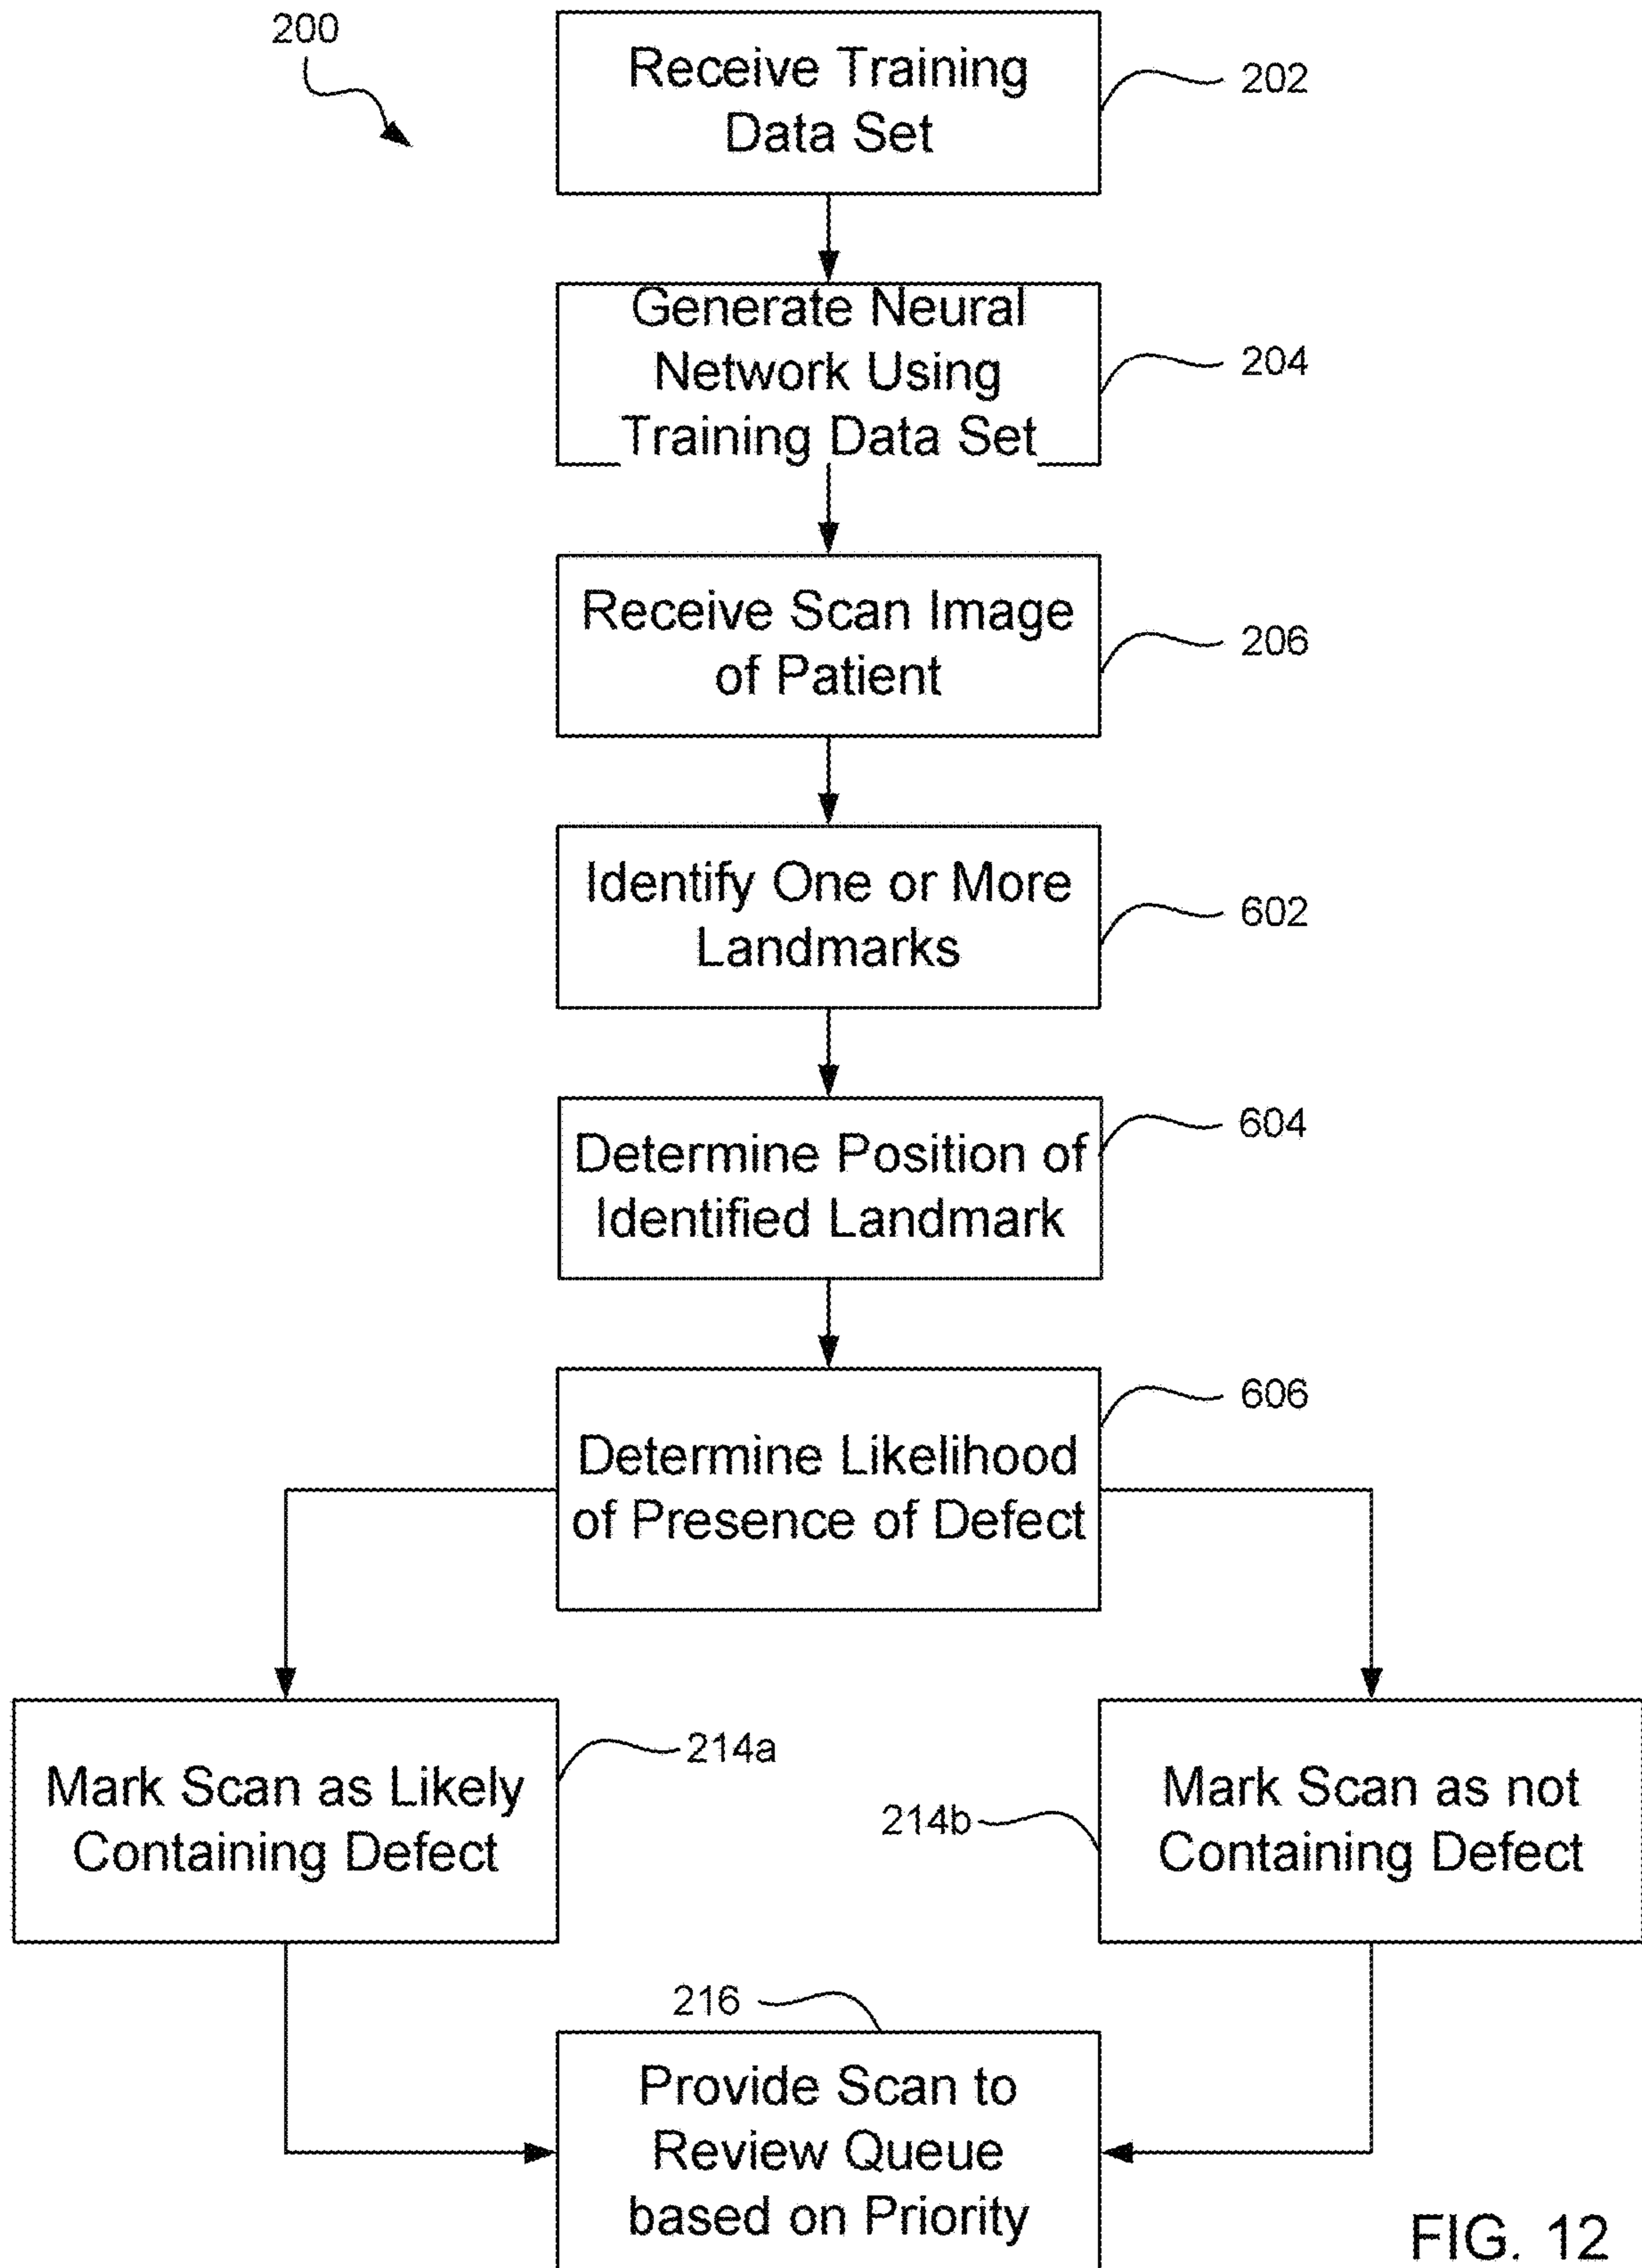 200
Receive Training
Data Set
202
Generate Neural
Network Using
Training Data Set
204
Receive Scan Image
of Patient
206
Identify One or More
Landmarks
602
Determine Position of
Identified Landmark
604
Determine Likelihood
of Presence of Defect
606
Mark Scan as Likely
Containing Defect
214a
214b
Mark Scan as not
Containing Defect
216
Provide Scan to
Review Queue
based on Priority
FIG. 12